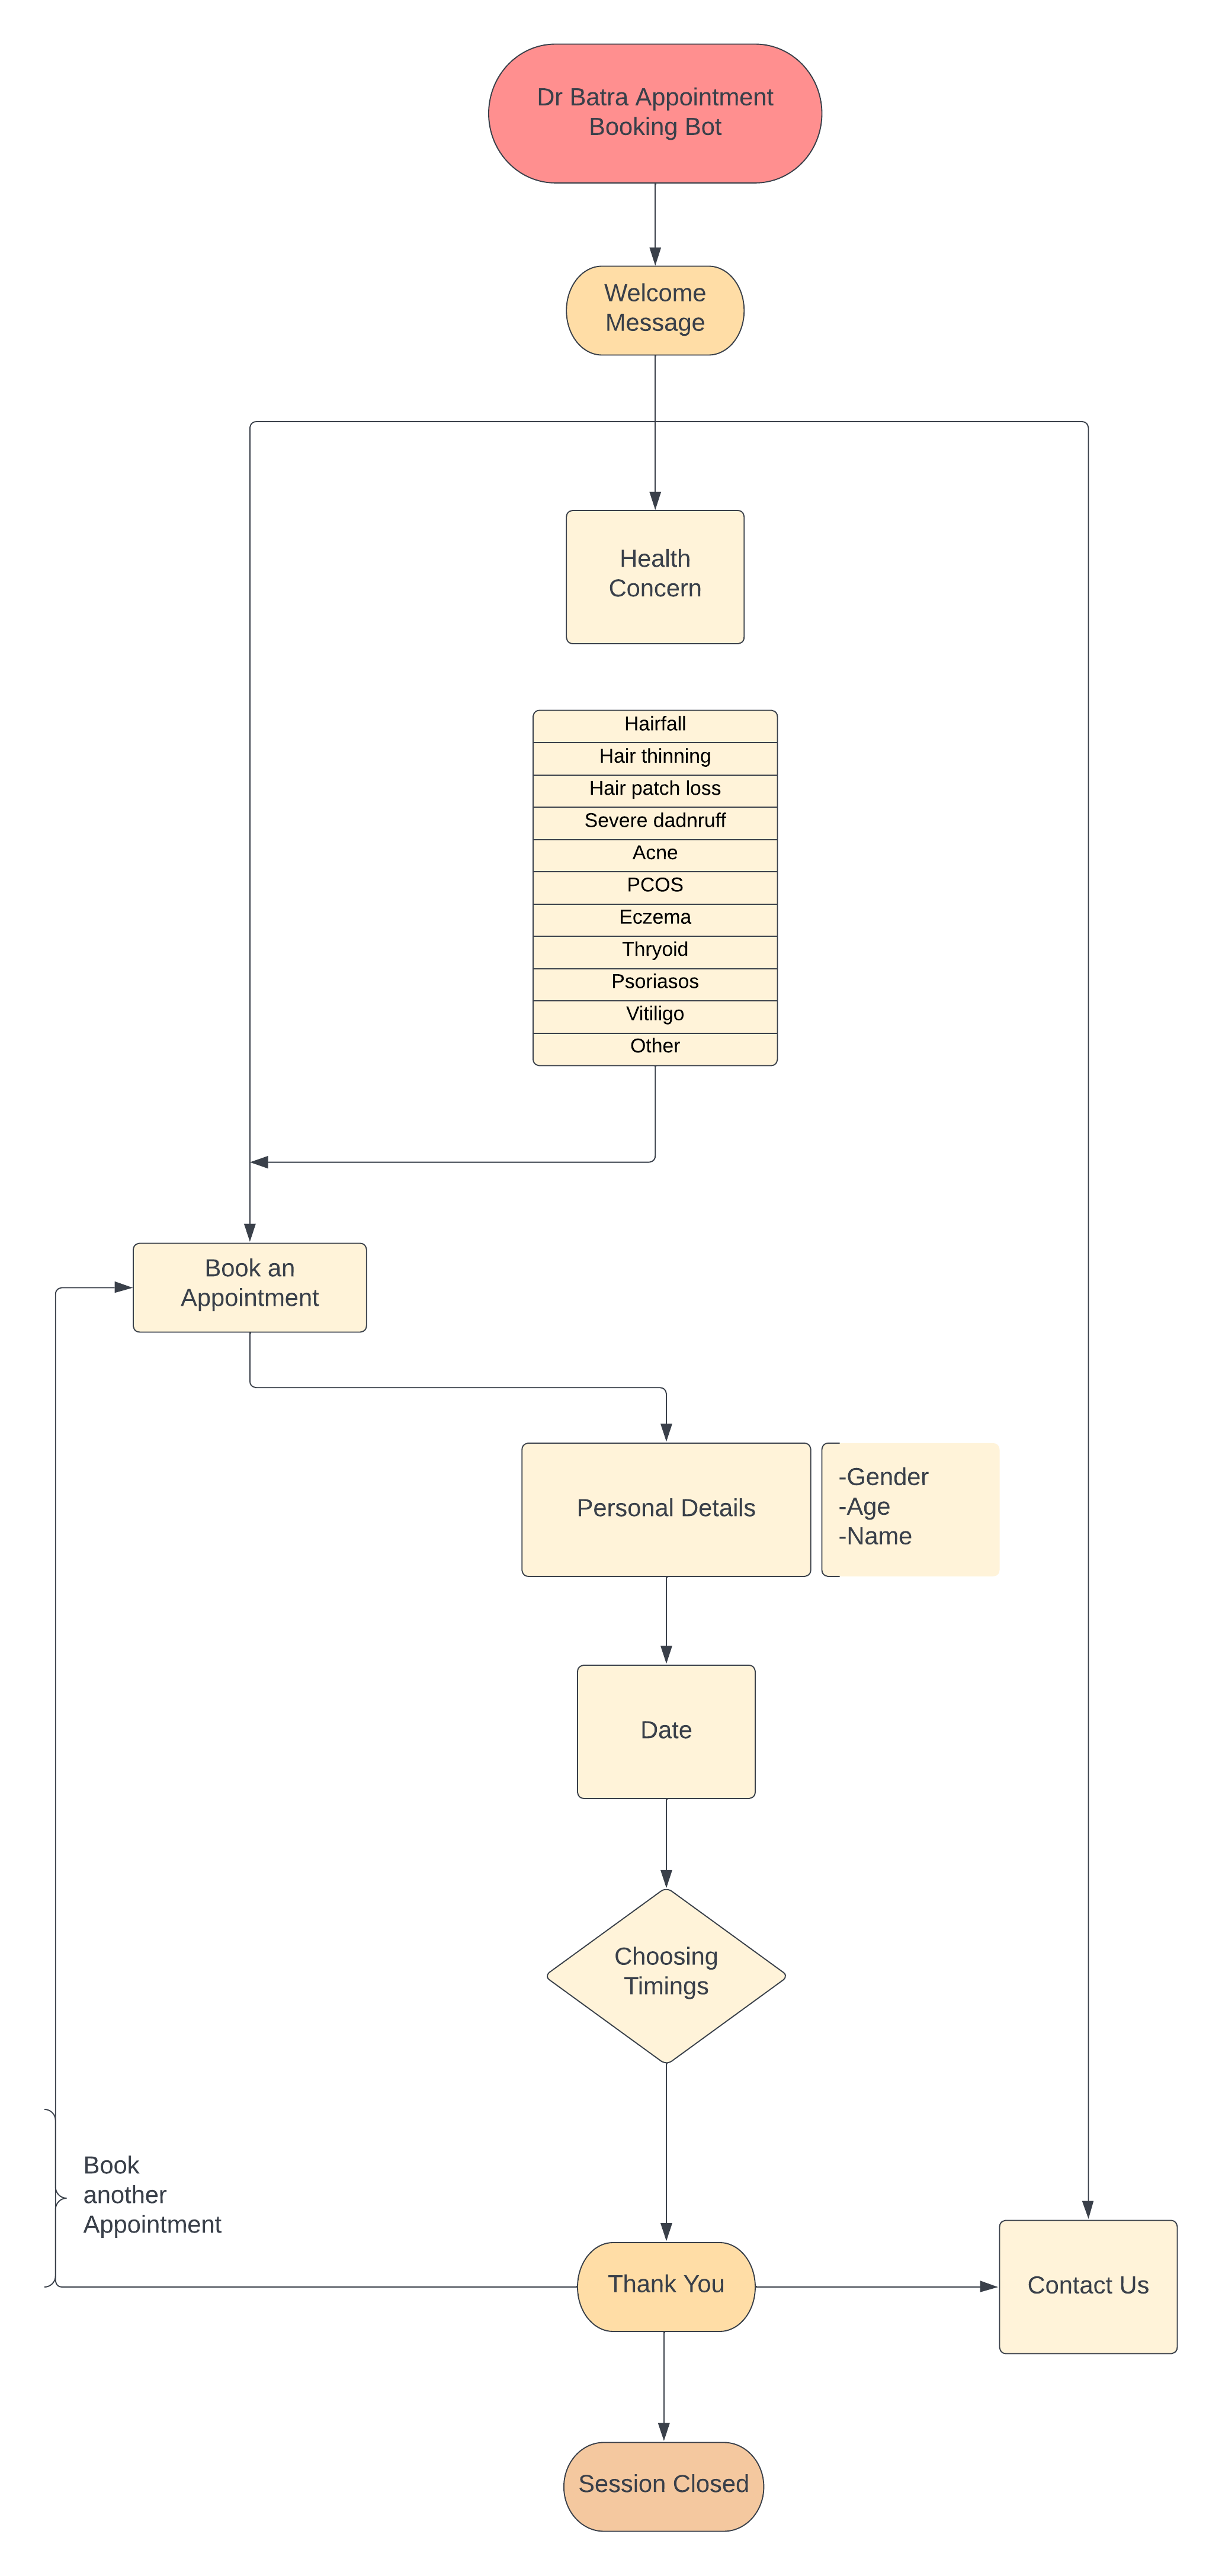 Dr Batra Appointment
Booking Bot
Welcome
Message
Health
Concern
Hairfall
Hair thinning
Hair patch loss
Severe dadnruff
Acne
PCOS
Eczema
Thryoid
Psoriasos
Vitiligo
Other
Book an
Appointment
Personal Details
-Gender
-Age
-Name
Date
Choosing
Timings
Book
another
Appointment
Thank You
Contact Us
Session Closed